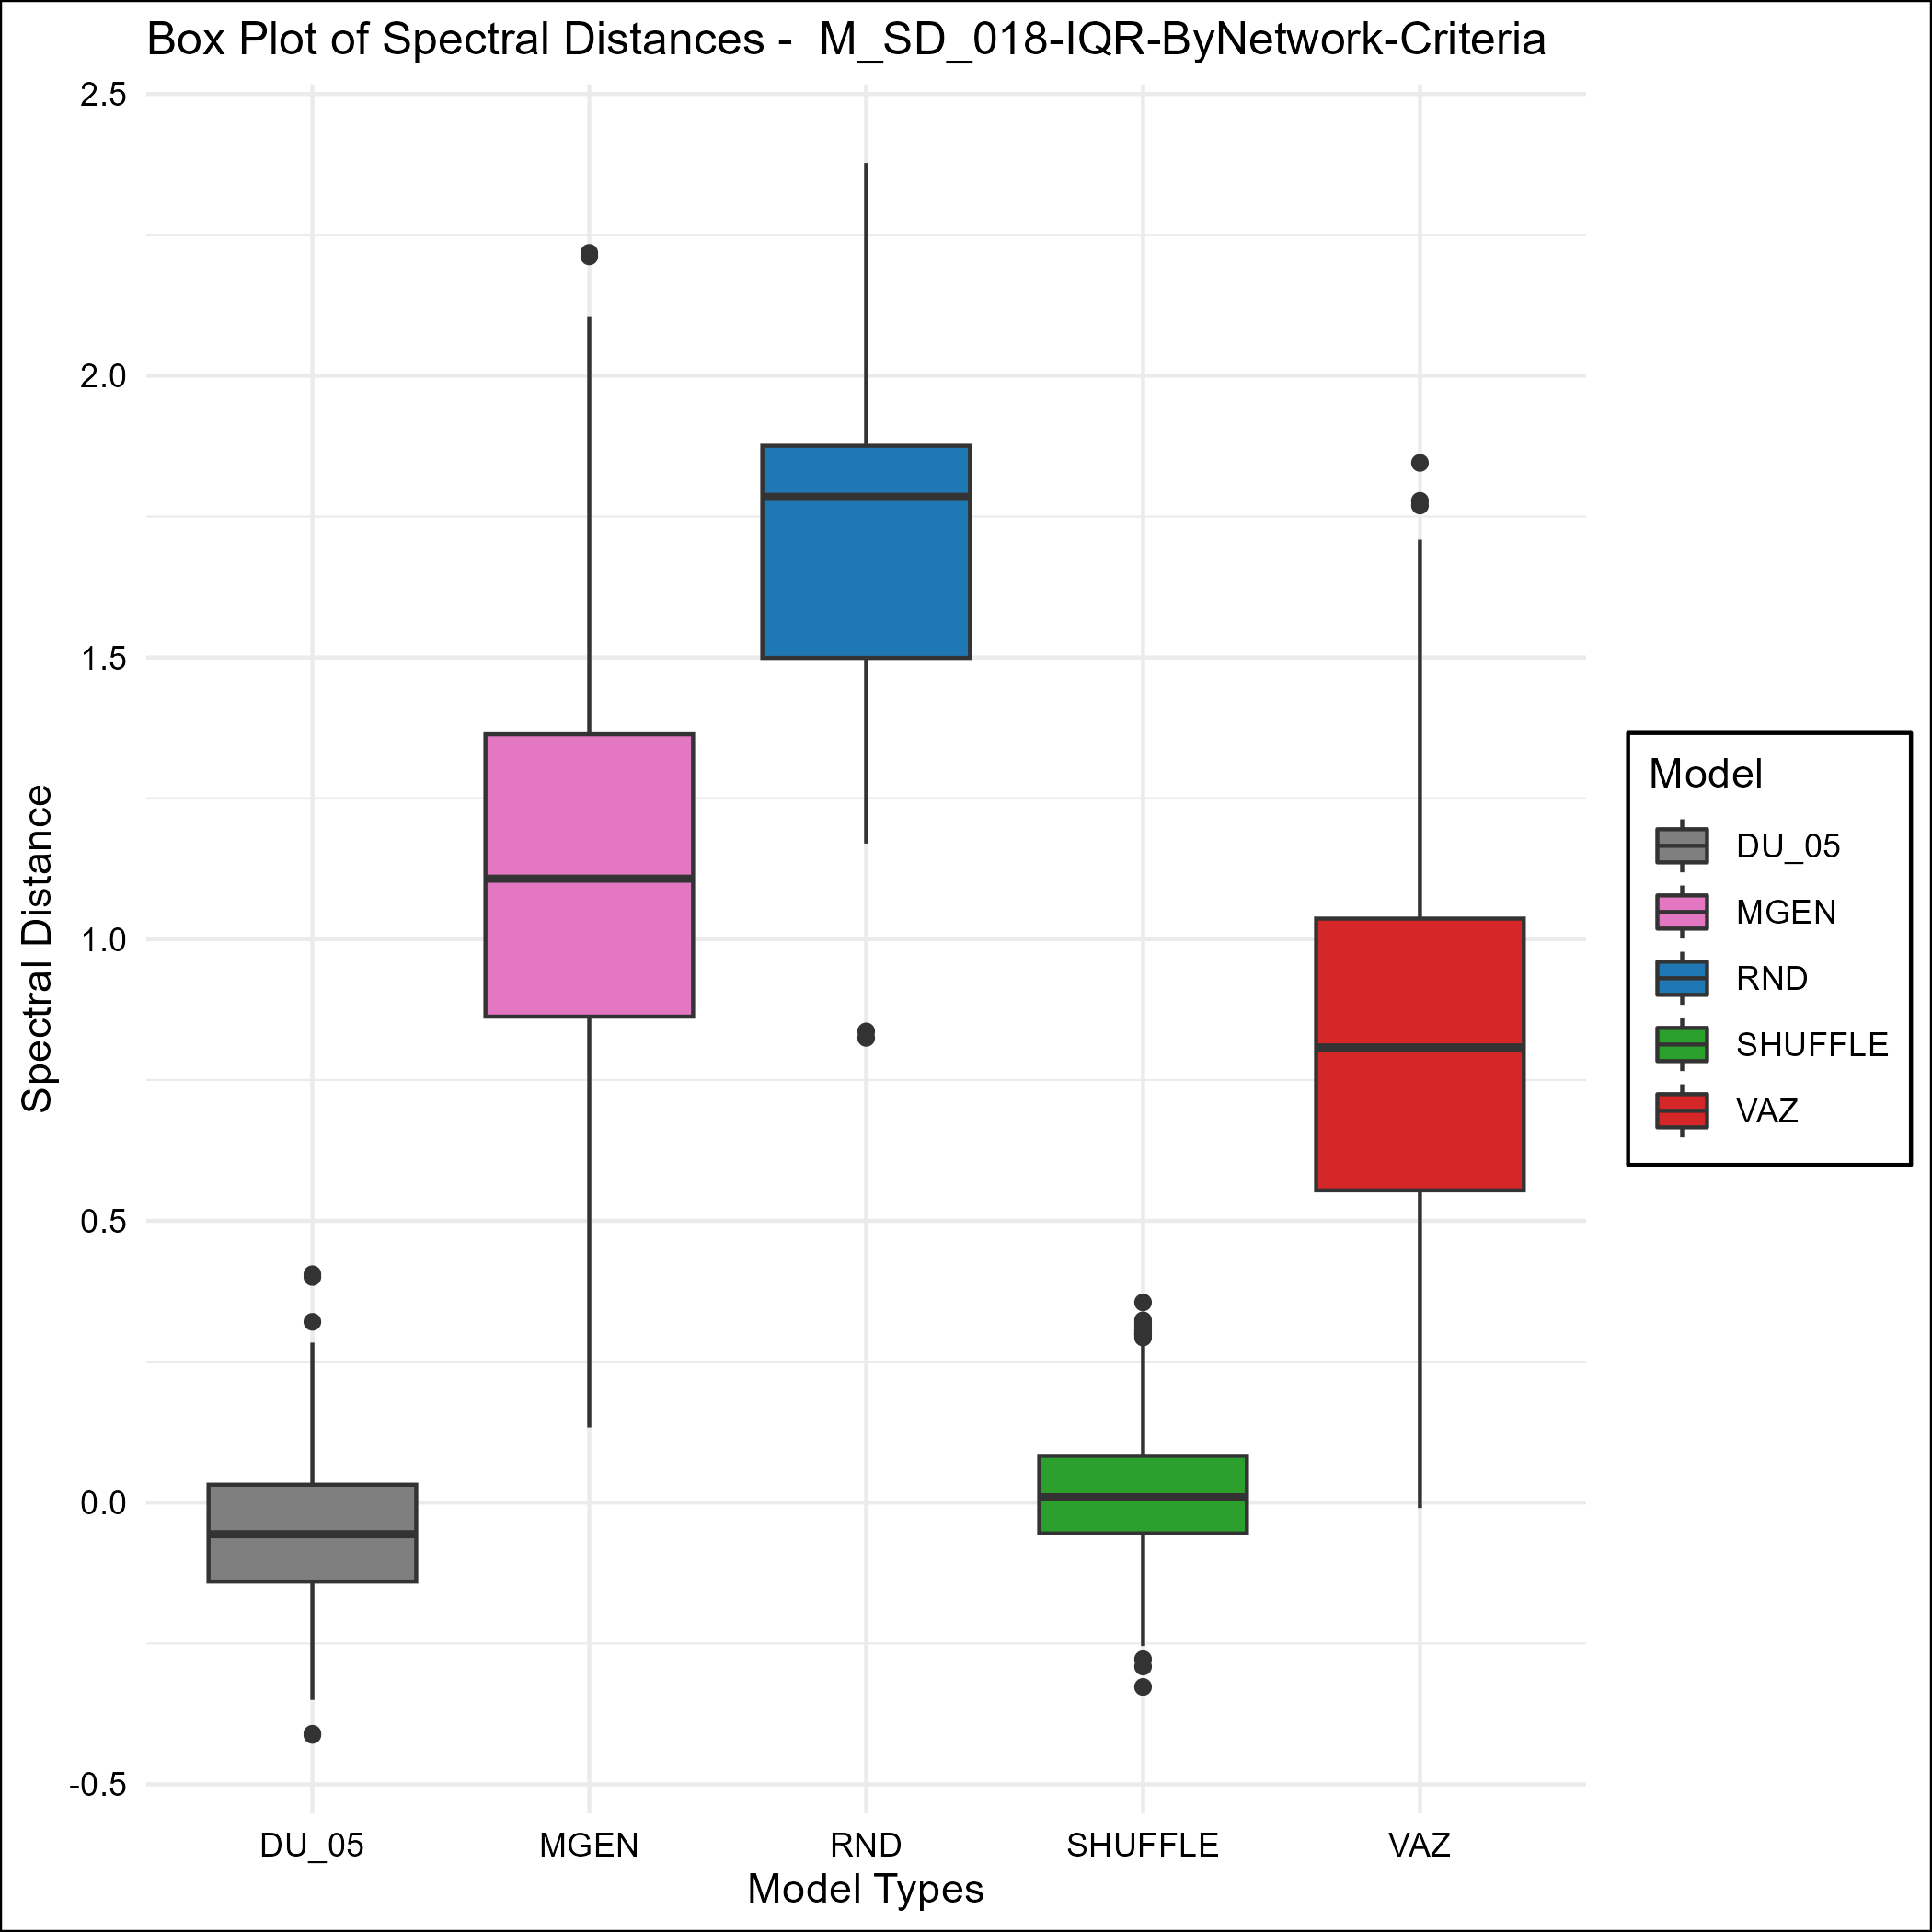 Box Plot of Spectral Distances -  M_SD_018-IQR-ByNetwork-Criteria
2.5
2.0
1.5
1.0
0.5
0.0
-0.5
Spectral Distance
DU_05 MGEN RND SHUFFLE VAZ
Model Types
Model
DU_05
MGEN
RND
SHUFFLE
VAZ